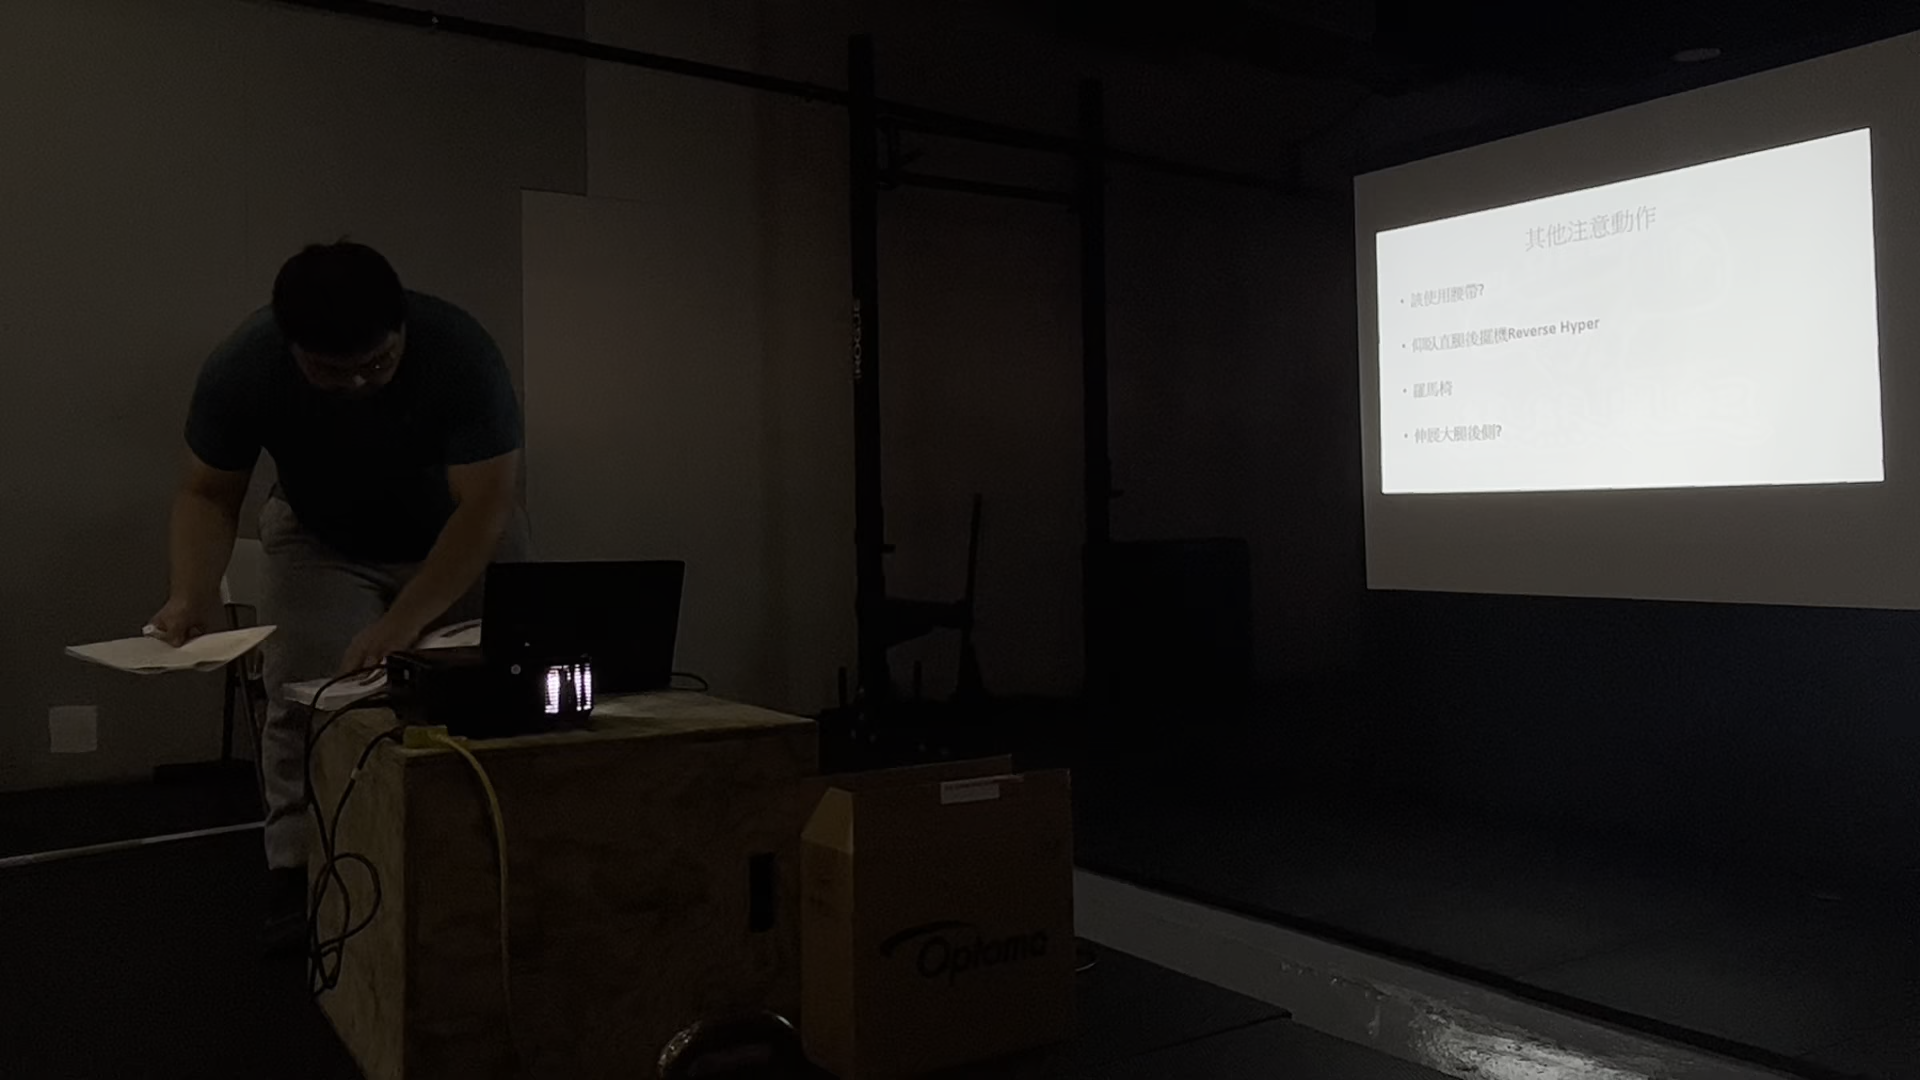 其他注意動作
• 該使用腰帶?
• 仰臥直腿後擺機Reverse Hyper
• 羅馬椅
• 伸展大腿後側?
ROGUE
Optoma